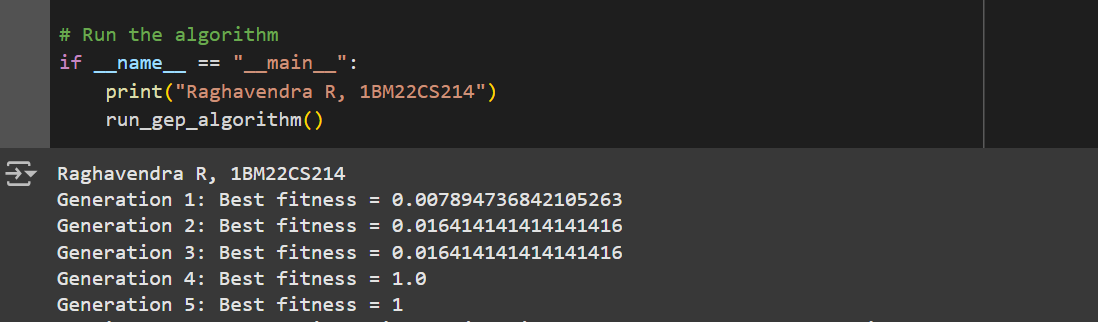 # Run the algorithm
if __name__ == "__main__":
print("Raghavendra R, 1BM22CS214")
run_gep_algorithm()
Raghavendra R, 1BM22CS214
Generation 1: Best fitness = 0.007894736842105263
Generation 2: Best fitness = 0.016414141414141416
Generation 3: Best fitness = 0.016414141414141416
Generation 4: Best fitness = 1.0
Generation 5: Best fitness = 1